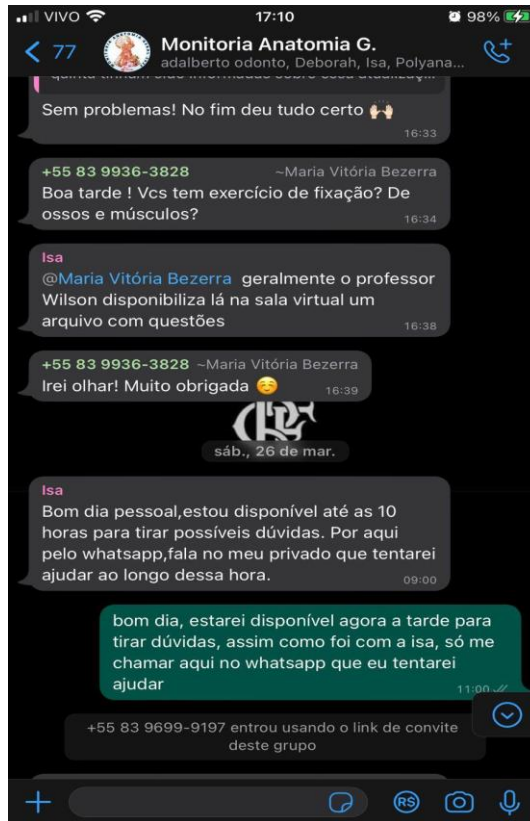 VIVO 17:10 98%
77 Monitoria Anatomia G.
adalberto odonto, Deborah, Isa, Polyana...
quinta tinham sido informadas sobre essa atualizaç...
Sem problemas! No fim deu tudo certo
16:33
+55 83 9936-3828 ~Maria Vitória Bezerra
Boa tarde ! Vcs tem exercício de fixação? De
ossos e músculos?
16:34
Isa
@Maria Vitória Bezerra geralmente o professor
Wilson disponibiliza lá na sala virtual um
arquivo com questões
16:38
+55 83 9936-3828 ~Maria Vitória Bezerra
Irei olhar! Muito obrigada ☺️
16:39
sáb., 26 de mar.
Isa
Bom dia pessoal,estou disponível até as 10
horas para tirar possíveis dúvidas. Por aqui
pelo whatsapp,fala no meu privado que tentarei
ajudar ao longo dessa hora.
09:00
bom dia, estarei disponível agora a tarde para
tirar dúvidas, assim como foi com a isa, só me
chamar aqui no whatsapp que eu tentarei
ajudar
11:00
+55 83 9699-9197 entrou usando o link de convite
deste grupo
R$